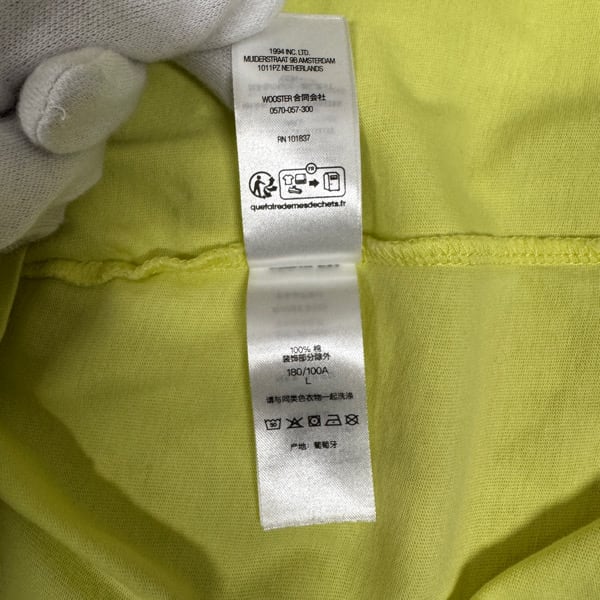 1994 INC. LTD.
MUIDERSTRAAT 9B AMSTERDAM
1011PZ NETHERLANDS
WOOSTER 合同会社
0570-057-300
RN 101837
FR
quefairedemesdechets.fr
100% 棉
装饰部分除外
180/100A
L
请与同类色衣物一起洗涤
30
产地: 葡萄牙